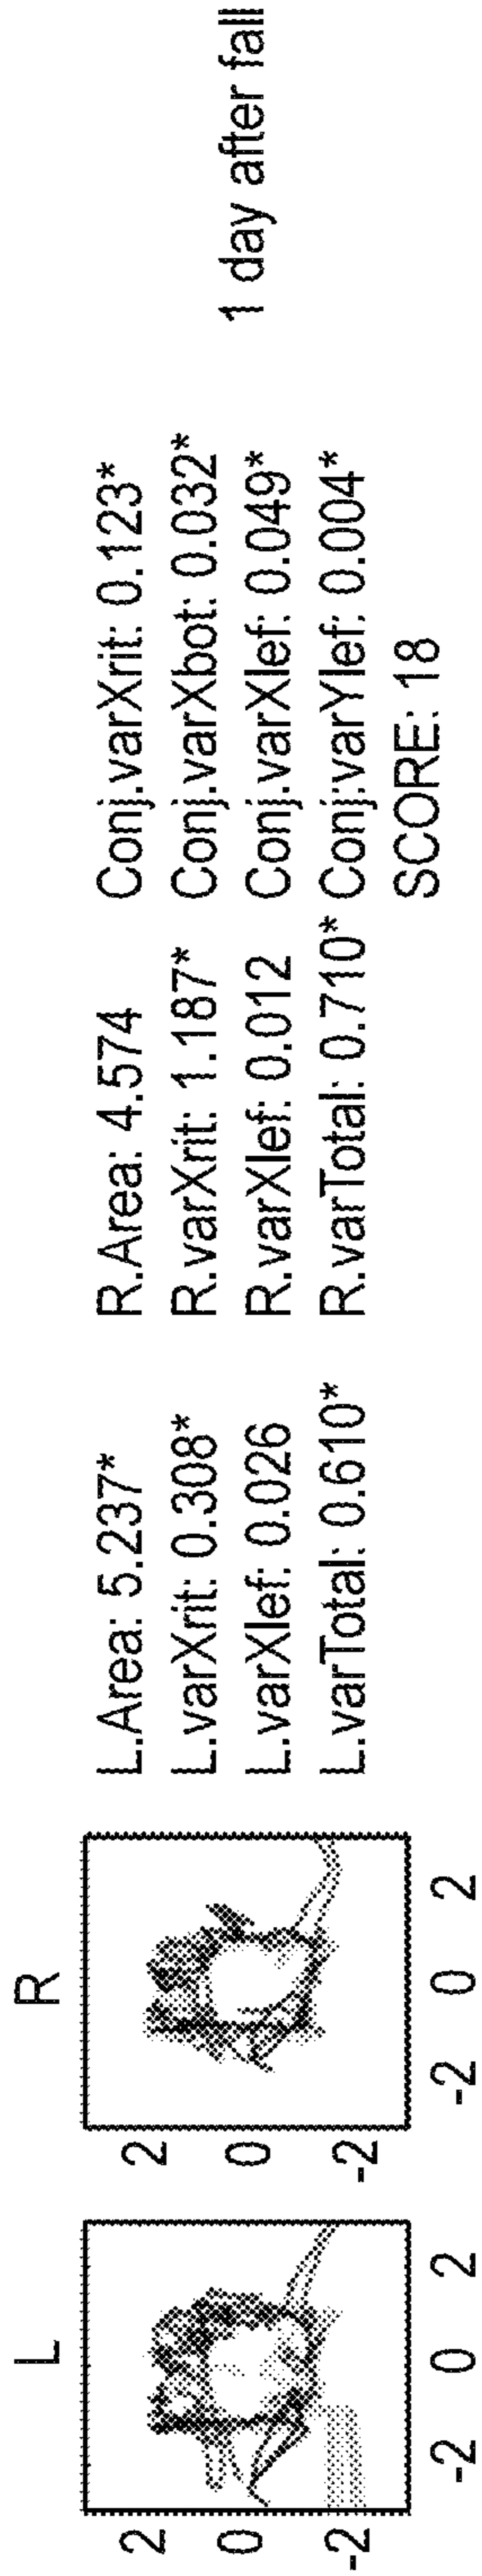 L
2
0
-2
-2 0 2
R
2
0
-2
-2 0 2
L.Area: 5.237*
L.varXrit: 0.308*
L.varXlef: 0.026
L.varTotal: 0.610*
R.Area: 4.574
R.varXrit: 1.187*
R.varXlef: 0.012
R.varTotal: 0.710*
Conj.varXrit: 0.123*
Conj.varXbot: 0.032*
Conj.varXlef: 0.049*
Conj:varYlef: 0.004*
SCORE: 18
1 day after fall